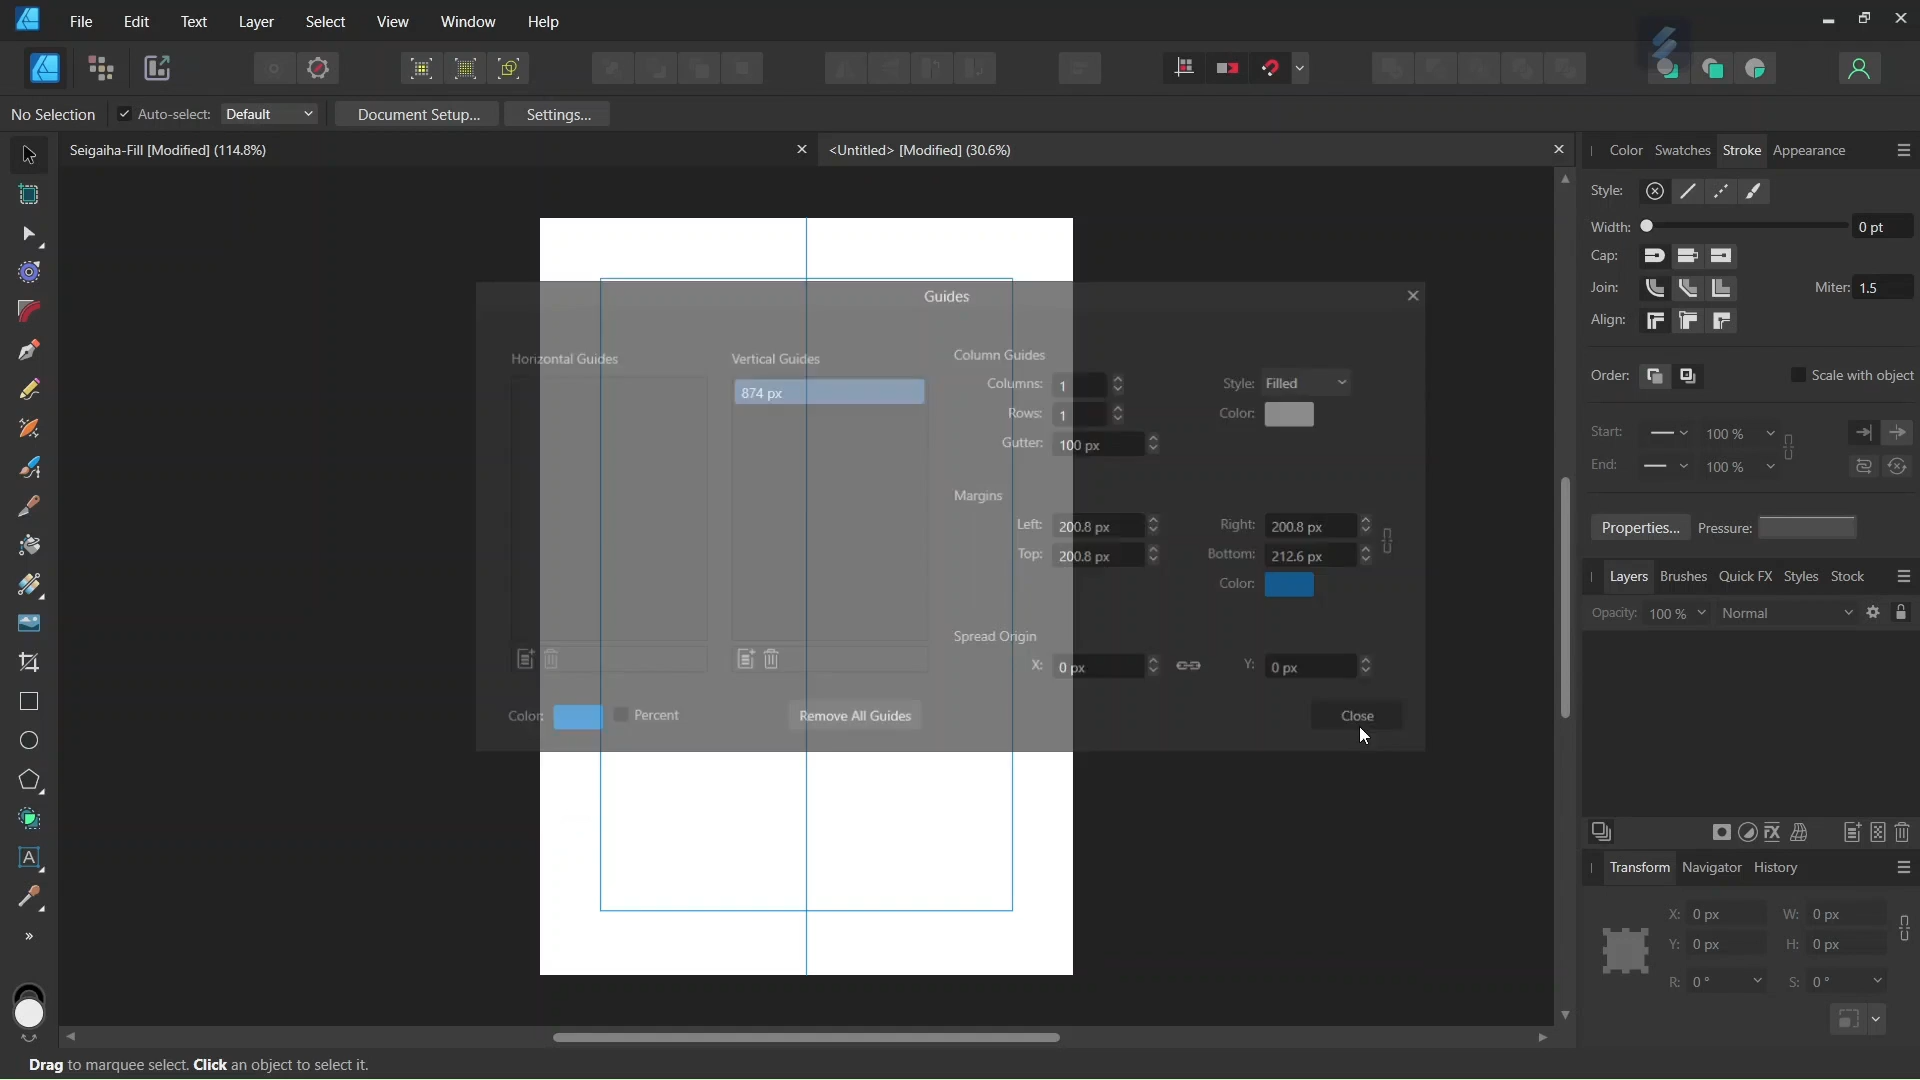 File Edit Text Layer Select View Window Help
No Selection Auto-select: Default Document Setup... Settings...
Seigaiha-Fill [Modified] (114.8%)
<Untitled> [Modified] (30.6%)
Color Swatches Stroke Appearance
Style:
Width: 0 pt
Cap:
Join: Miter: 1.5
Align:
Order: Scale with object
Start: 100 %
End: 100 %
Properties... Pressure:
Layers Brushes Quick FX Styles Stock
Opacity: 100 % Normal
Transform Navigator History
X: 0 px W: 0 px
Y: 0 px H: 0 px
R: 0 ° S: 0 °
Guides
Horizontal Guides
Vertical Guides
874 px
Column Guides
Columns: 1 Style: Filled
Rows: 1 Color:
Gutter: 100 px
Margins
Left: 200.8 px Right: 200.8 px
Top: 200.8 px Bottom: 212.6 px
Color:
Spread Origin
X: 0 px Y: 0 px
Color: Percent Remove All Guides Close
Drag to marquee select. Click an object to select it.